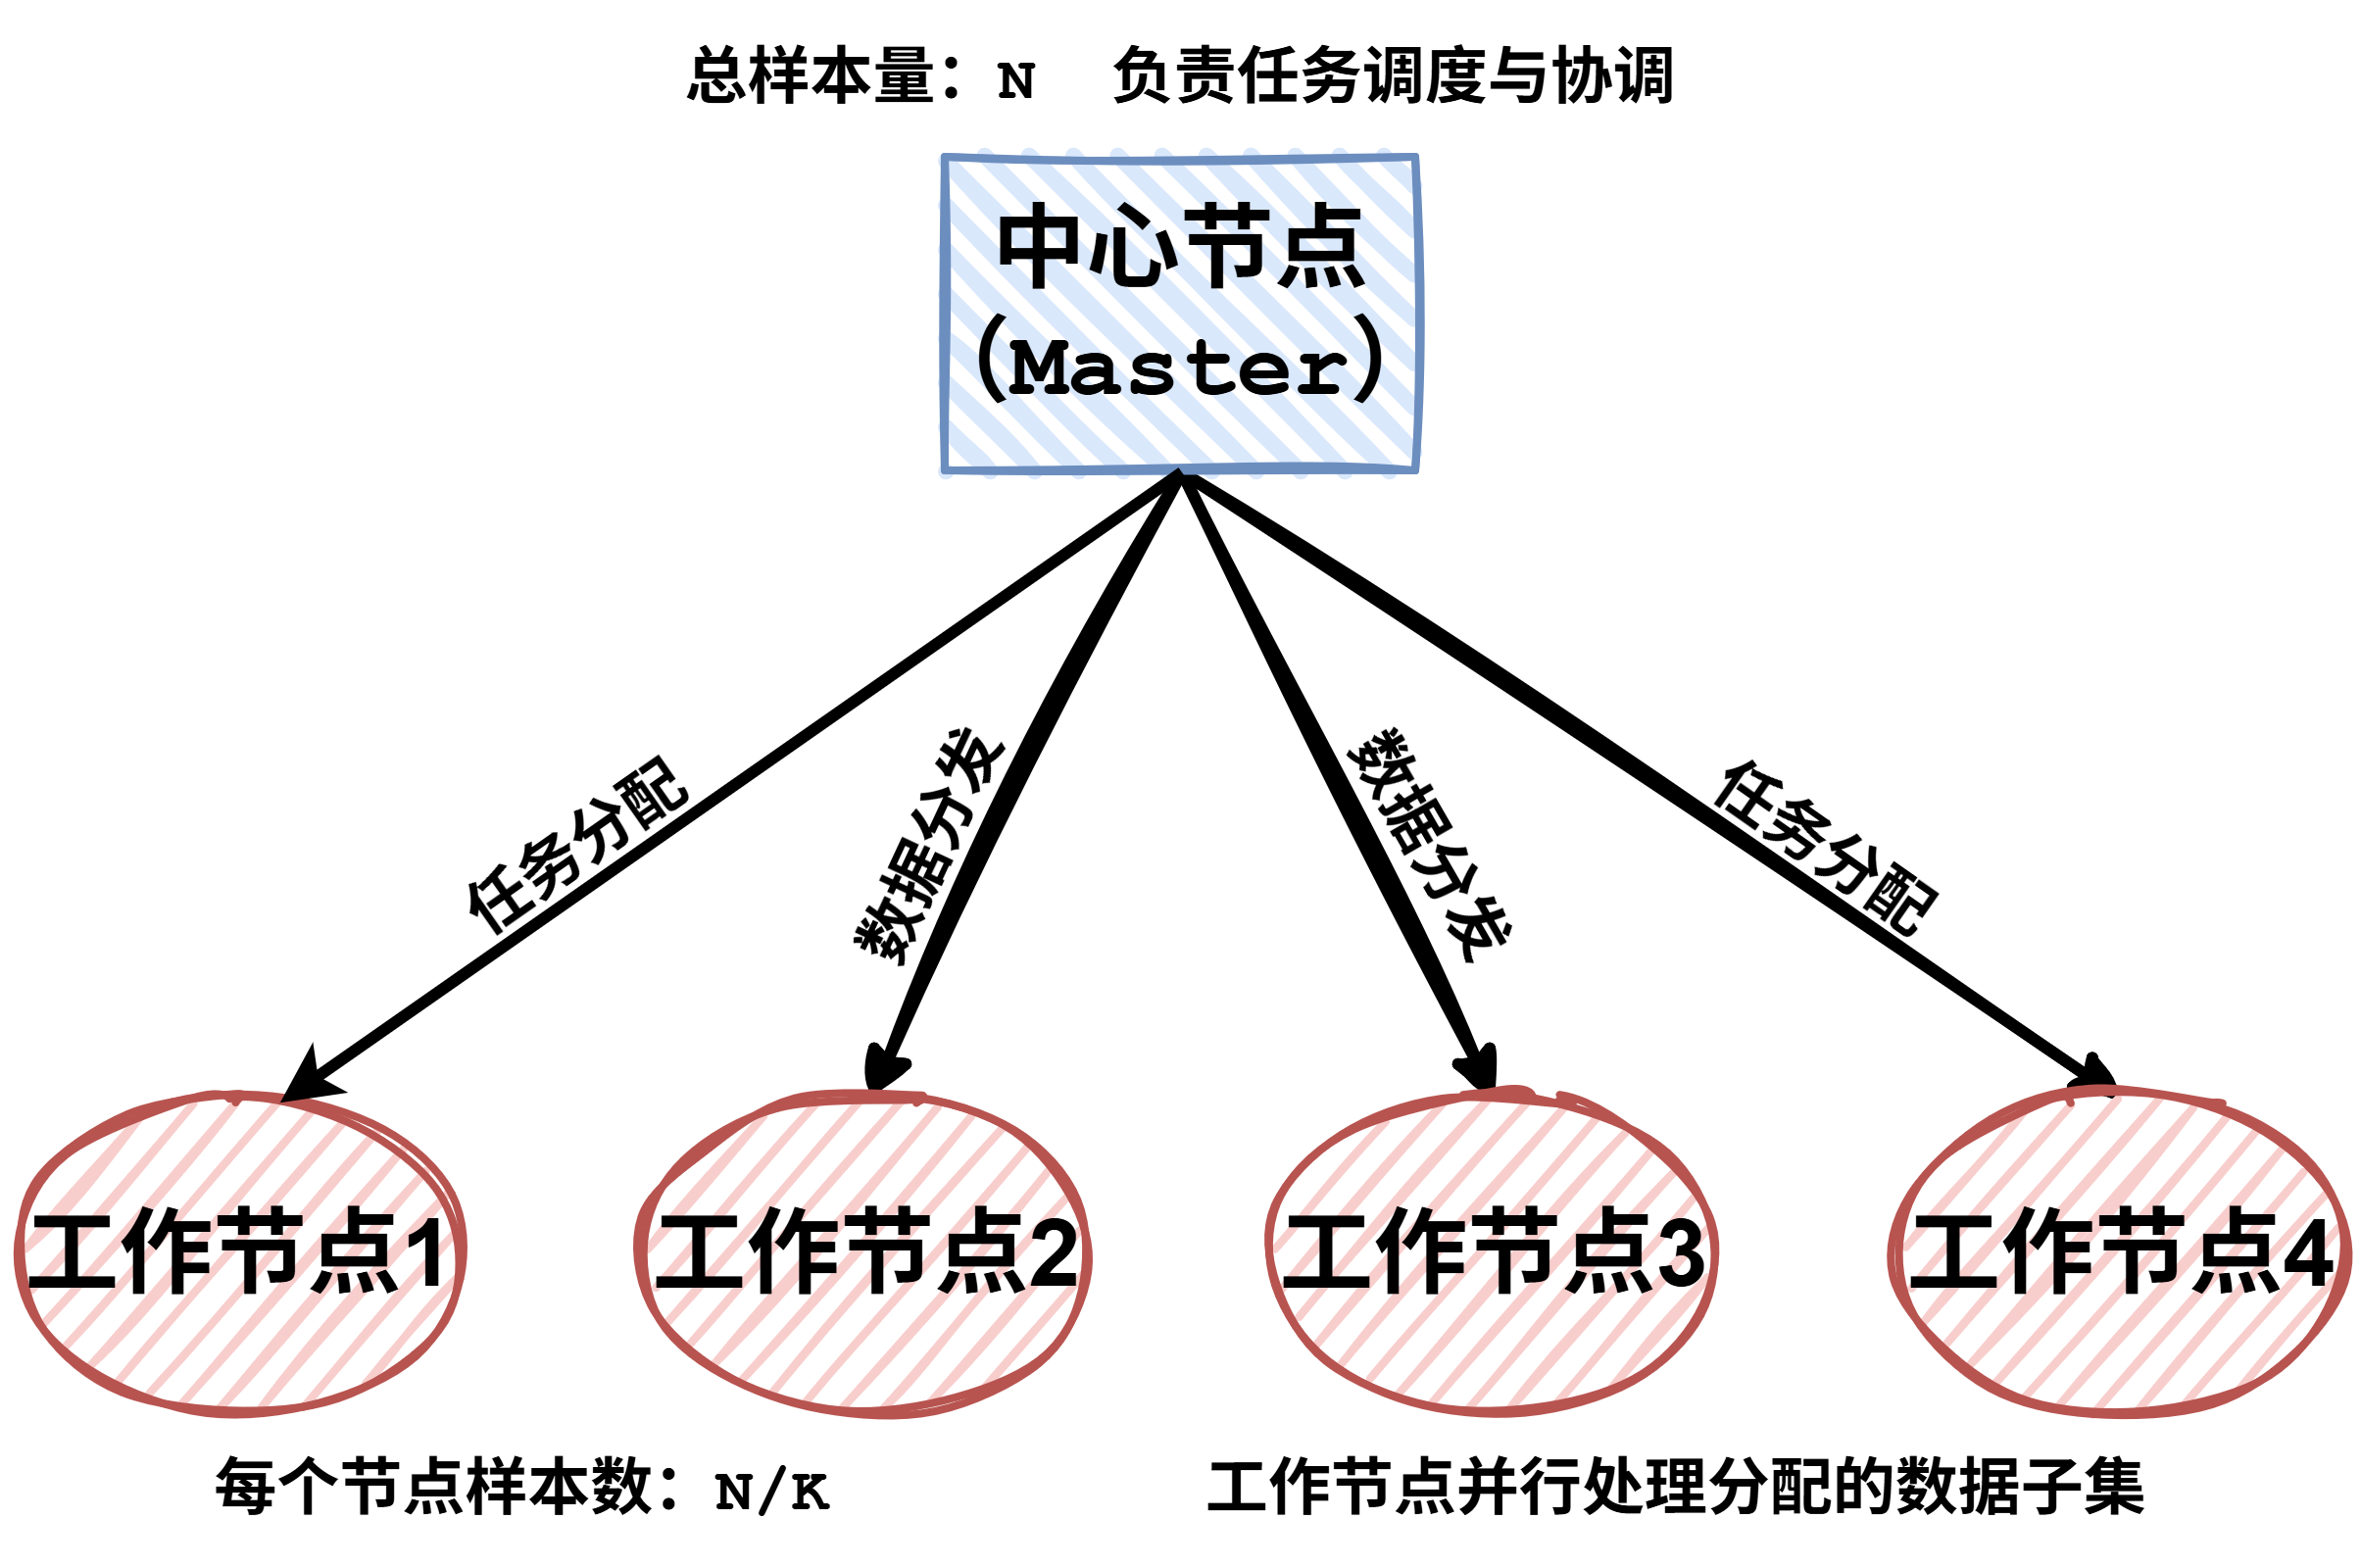 总样本量：N 负责任务调度与协调
中心节点
（Master）
任务分配
数据分发
数据分发
任务分配
工作节点1
工作节点2
工作节点3
工作节点4
每个节点样本数：N/K
工作节点并行处理分配的数据子集